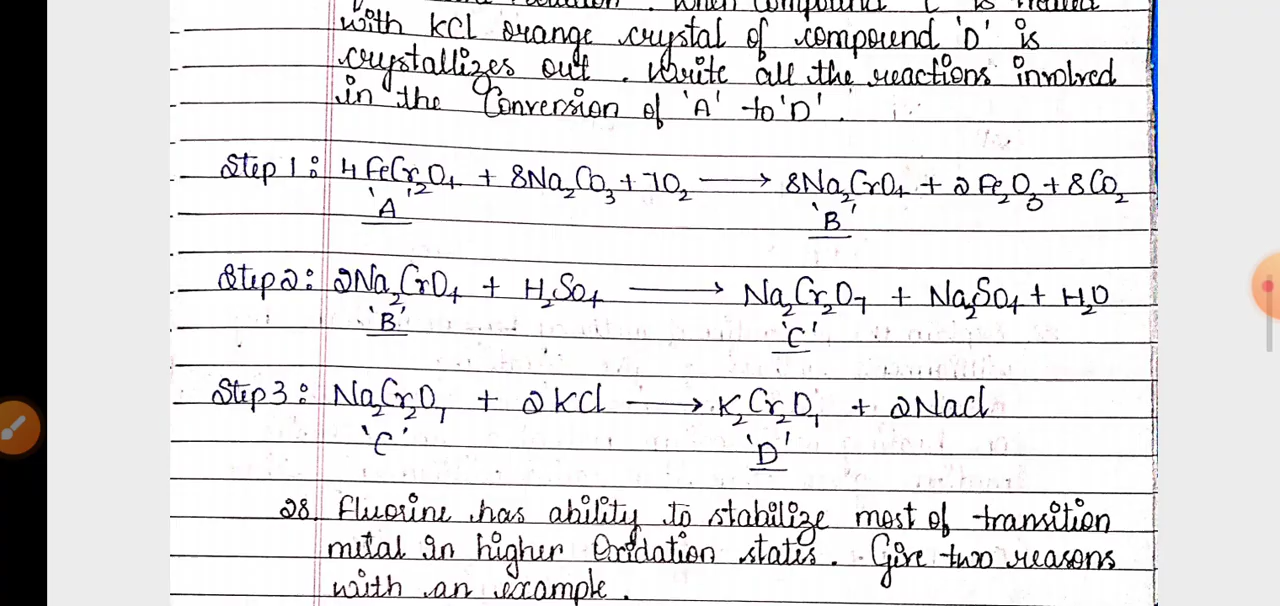 when compound 'C' is
with KCl orange crystal of compound 'D' is
crystallizes out. Write all the reactions involved
in the Conversion of 'A' to 'D'.
Step 1: 4FeCr₂O₄ + 8Na₂CO₃ + 7O₂ ⟶ 8Na₂CrO₄ + 2Fe₂O₃ + 8CO₂
'A' 'B'
Step 2: 2Na₂CrO₄ + H₂SO₄ ⟶ Na₂Cr₂O₇ + Na₂SO₄ + H₂O
'B' 'C'
Step 3: Na₂Cr₂O₇ + 2KCl ⟶ K₂Cr₂O₇ + 2NaCl
'C' 'D'
28. Fluorine has ability to stabilize most of transition
metal in higher Oxidation states. Give two reasons
with an example.